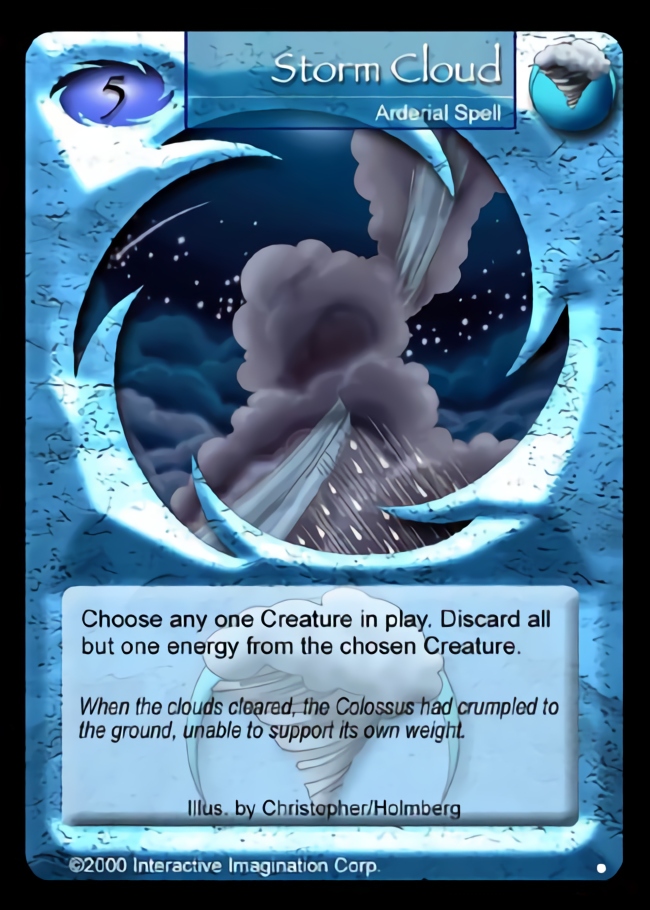 5
Storm Cloud
Arderial Spell
Choose any one Creature in play. Discard all
but one energy from the chosen Creature.
When the clouds cleared, the Colossus had crumpled to
the ground, unable to support its own weight.
Illus. by Christopher/Holmberg
©2000 Interactive Imagination Corp.